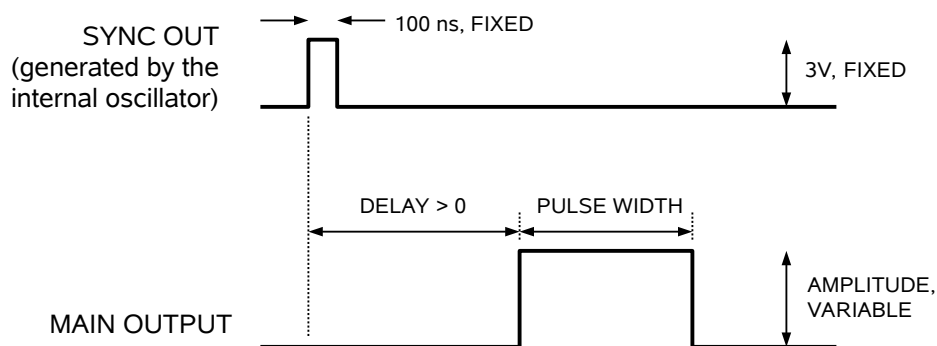 100 ns, FIXED
SYNC OUT
(generated by the
internal oscillator)
3V, FIXED
DELAY > 0
PULSE WIDTH
AMPLITUDE,
VARIABLE
MAIN OUTPUT